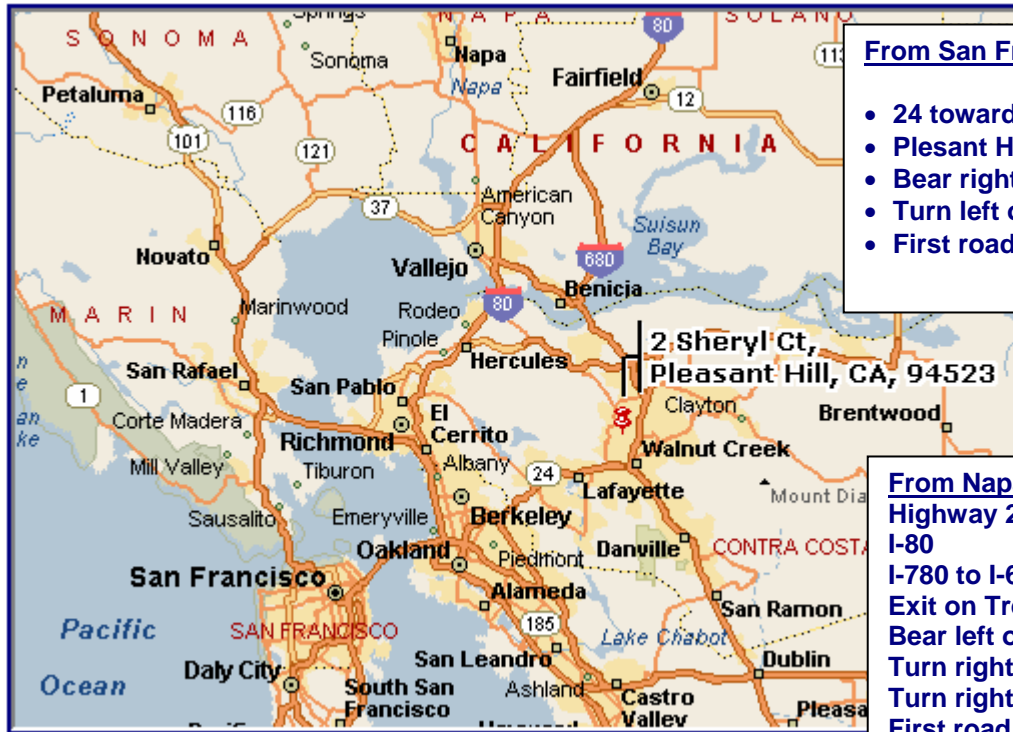 Springs
N A P A
80
S O L A N O
S O N O M A
Sonoma
Napa
Napa
Fairfield
113
Petaluma
116
12
101
121
C A L I F O R N I A
37
American
Canyon
Suisun
Bay
Novato
Vallejo
680
80
Benicia
M A R I N
Marinwood
Rodeo
Pinole
Hercules
2 Sheryl Ct,
Pleasant Hill, CA, 94523
San Rafael
San Pablo
1
Corte Madera
El
Cerrito
Clayton
Brentwood
Richmond
Walnut Creek
Mill Valley
Tiburon
Albany
24
Lafayette
Mount Dia
Sausalito
Emeryville
Berkeley
Oakland
Piedmont
Danville
CONTRA COSTA
San Francisco
Alameda
San Ramon
Pacific
Ocean
SAN FRANCISCO
185
Lake Chabot
Daly City
San Leandro
Dublin
South San
Francisco
Ashland
Castro
Valley
Pleasa
From San Fr
• 24 toward
• Plesant H
• Bear right
• Turn left o
• First road
From Nap
Highway 2
I-80
I-780 to I-6
Exit on Tre
Bear left o
Turn right
Turn right
First road